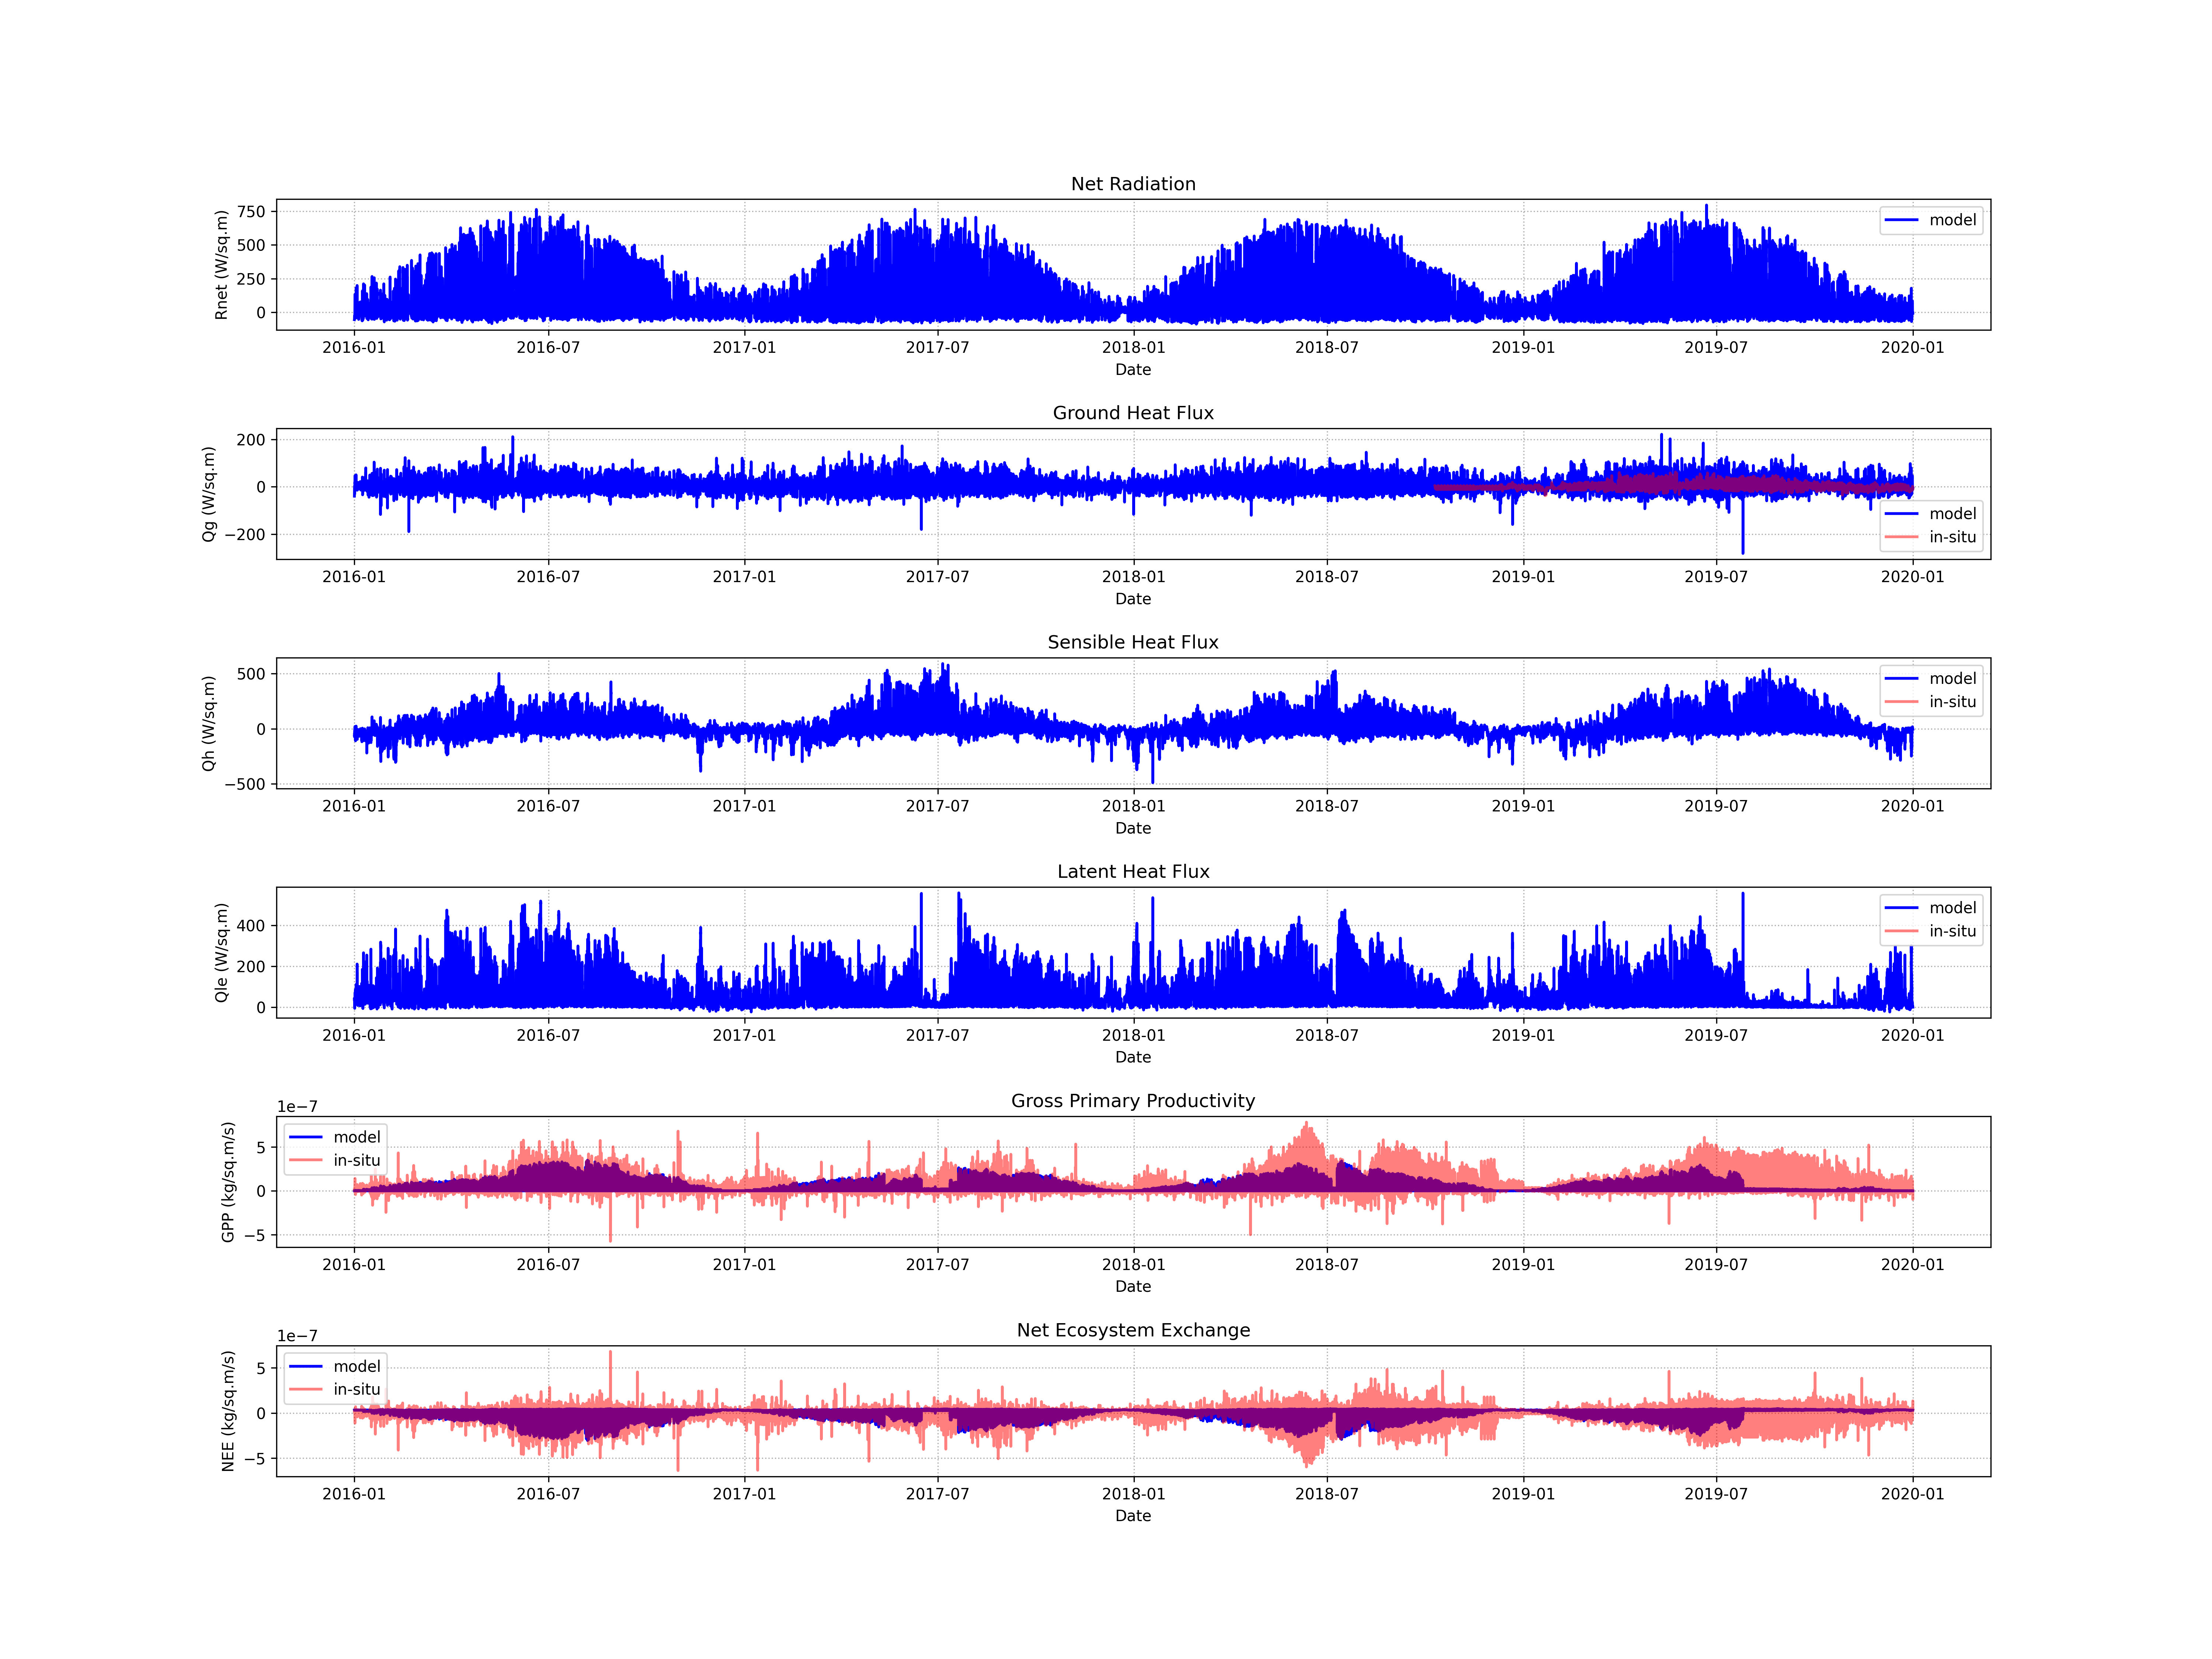 Net Radiation
Rnet (W/sq.m)
750
500
250
0
model
2016-01 2016-07 2017-01 2017-07 2018-01 2018-07 2019-01 2019-07 2020-01
Date
Ground Heat Flux
Qg (W/sq.m)
200
0
−200
model
in-situ
2016-01 2016-07 2017-01 2017-07 2018-01 2018-07 2019-01 2019-07 2020-01
Date
Sensible Heat Flux
Qh (W/sq.m)
500
0
−500
model
in-situ
2016-01 2016-07 2017-01 2017-07 2018-01 2018-07 2019-01 2019-07 2020-01
Date
Latent Heat Flux
Qle (W/sq.m)
400
200
0
model
in-situ
2016-01 2016-07 2017-01 2017-07 2018-01 2018-07 2019-01 2019-07 2020-01
Date
Gross Primary Productivity
1e−7
GPP (kg/sq.m/s)
5
0
−5
model
in-situ
2016-01 2016-07 2017-01 2017-07 2018-01 2018-07 2019-01 2019-07 2020-01
Date
Net Ecosystem Exchange
1e−7
NEE (kg/sq.m/s)
5
0
−5
model
in-situ
2016-01 2016-07 2017-01 2017-07 2018-01 2018-07 2019-01 2019-07 2020-01
Date